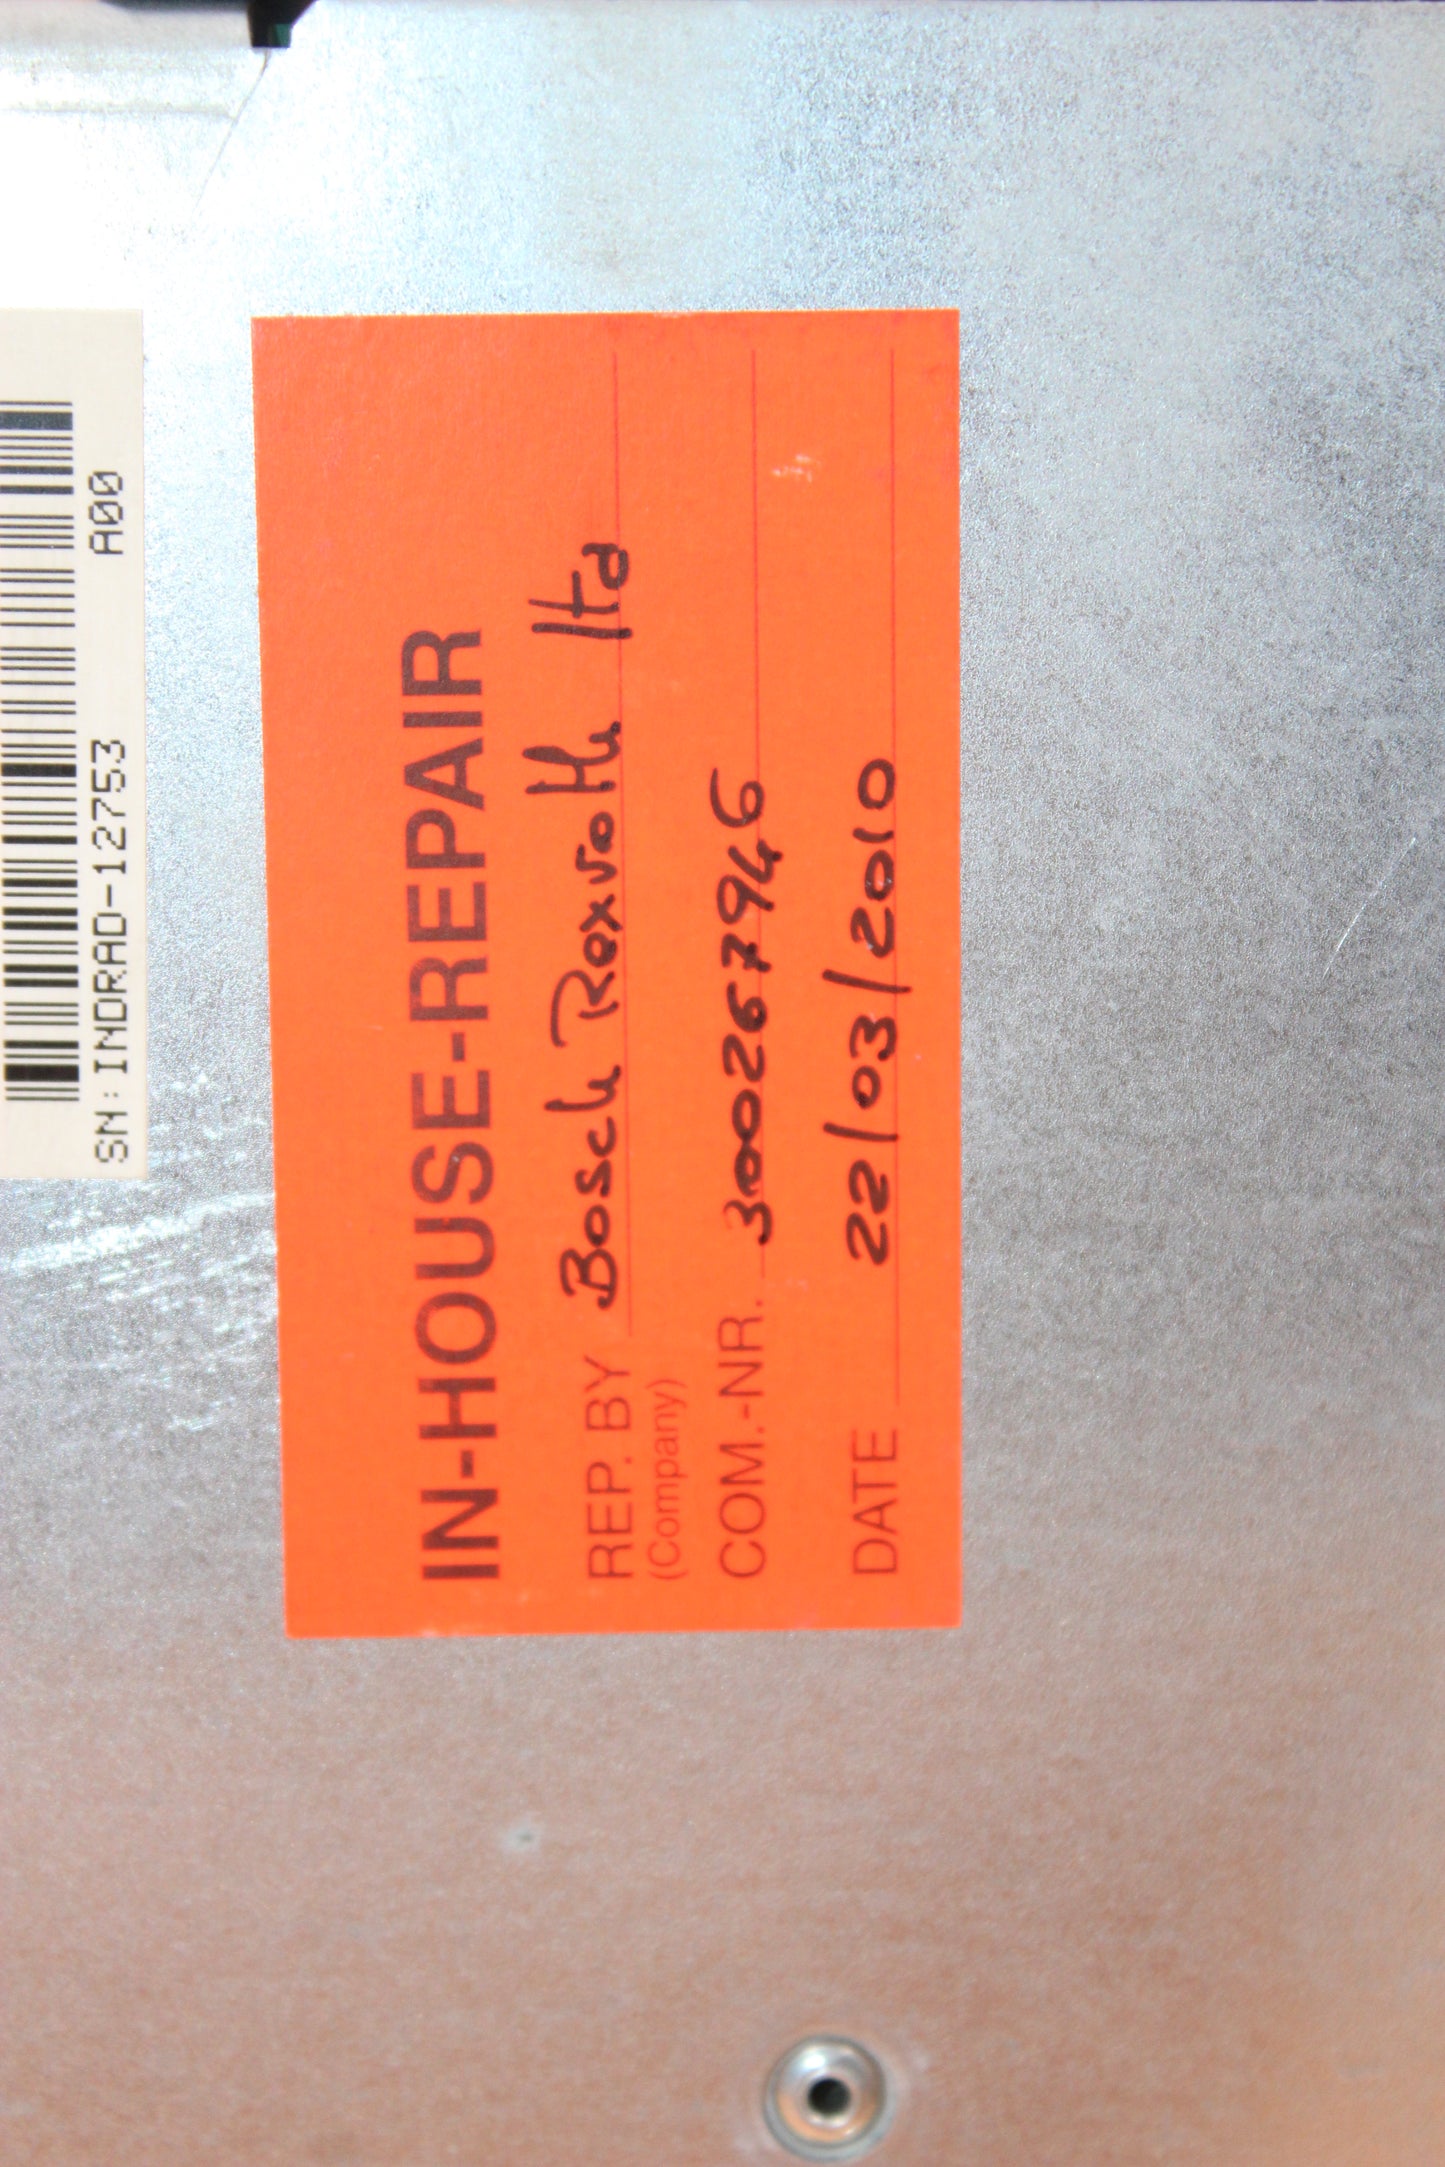 SN: INDRAD-12753 A00
IN-HOUSE-REPAIR
REP. BY Bosch Rexroth ltd
(Company)
COM.-NR. 300267946
DATE 22/03/2010